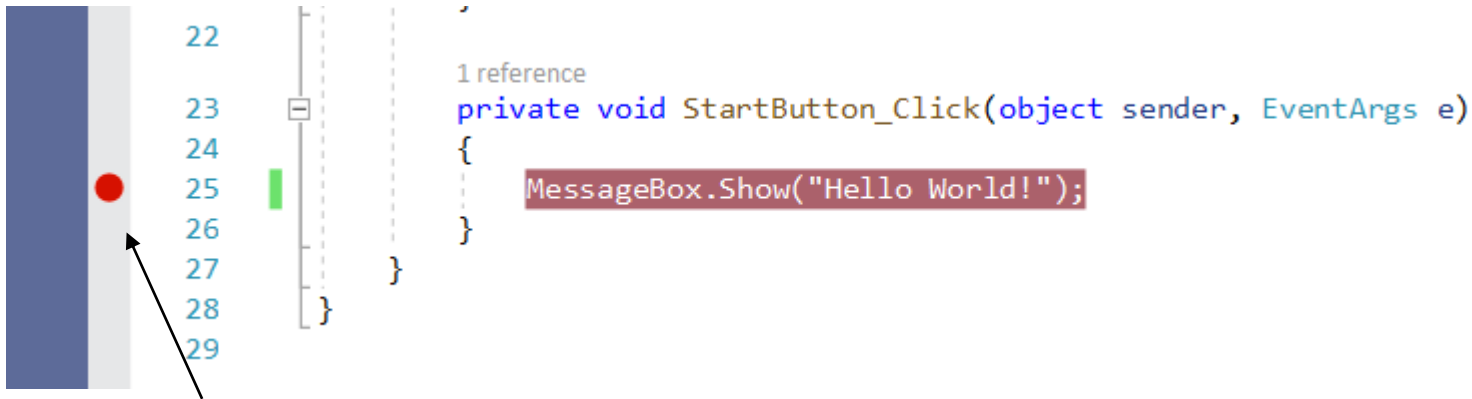 }
22
1 reference
23 private void StartButton_Click(object sender, EventArgs e)
24 {
25 MessageBox.Show("Hello World!");
26 }
27 }
28 }
29